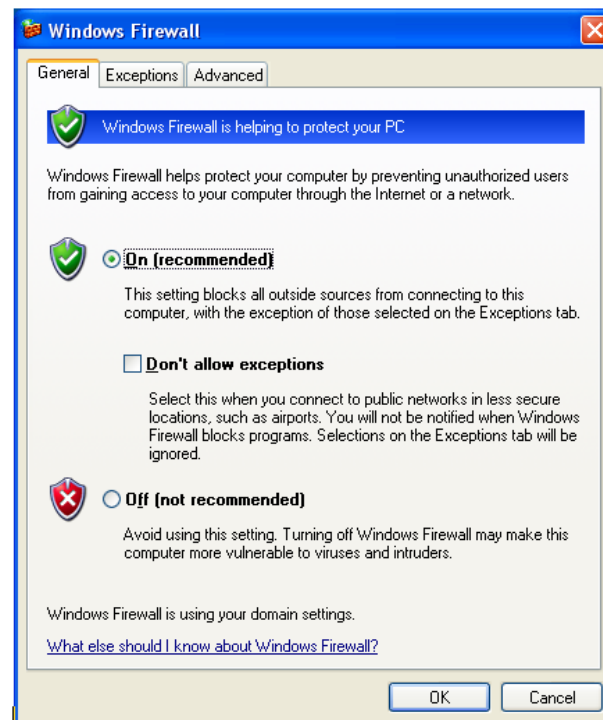 Windows Firewall
General Exceptions Advanced
Windows Firewall is helping to protect your PC
Windows Firewall helps protect your computer by preventing unauthorized users
from gaining access to your computer through the Internet or a network.
On (recommended)
This setting blocks all outside sources from connecting to this
computer, with the exception of those selected on the Exceptions tab.
Don't allow exceptions
Select this when you connect to public networks in less secure
locations, such as airports. You will not be notified when Windows
Firewall blocks programs. Selections on the Exceptions tab will be
ignored.
Off (not recommended)
Avoid using this setting. Turning off Windows Firewall may make this
computer more vulnerable to viruses and intruders.
Windows Firewall is using your domain settings.
What else should I know about Windows Firewall?
OK Cancel